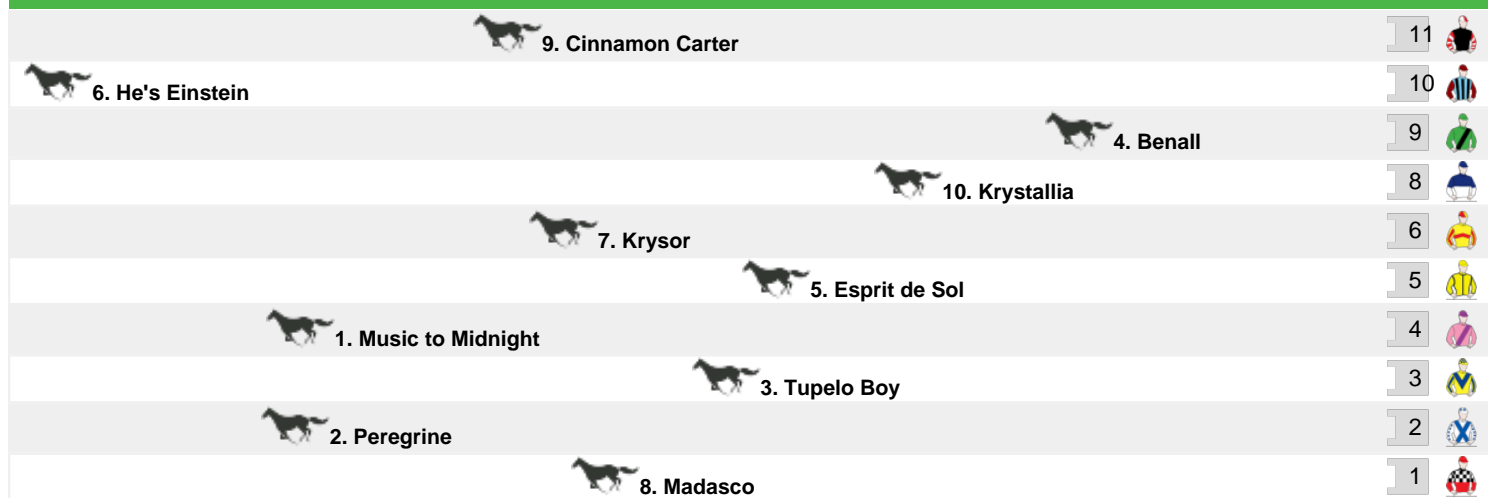 9. Cinnamon Carter 11
6. He's Einstein 10
4. Benall 9
10. Krystallia 8
7. Krysor 6
5. Esprit de Sol 5
1. Music to Midnight 4
3. Tupelo Boy 3
2. Peregrine 2
8. Madasco 1